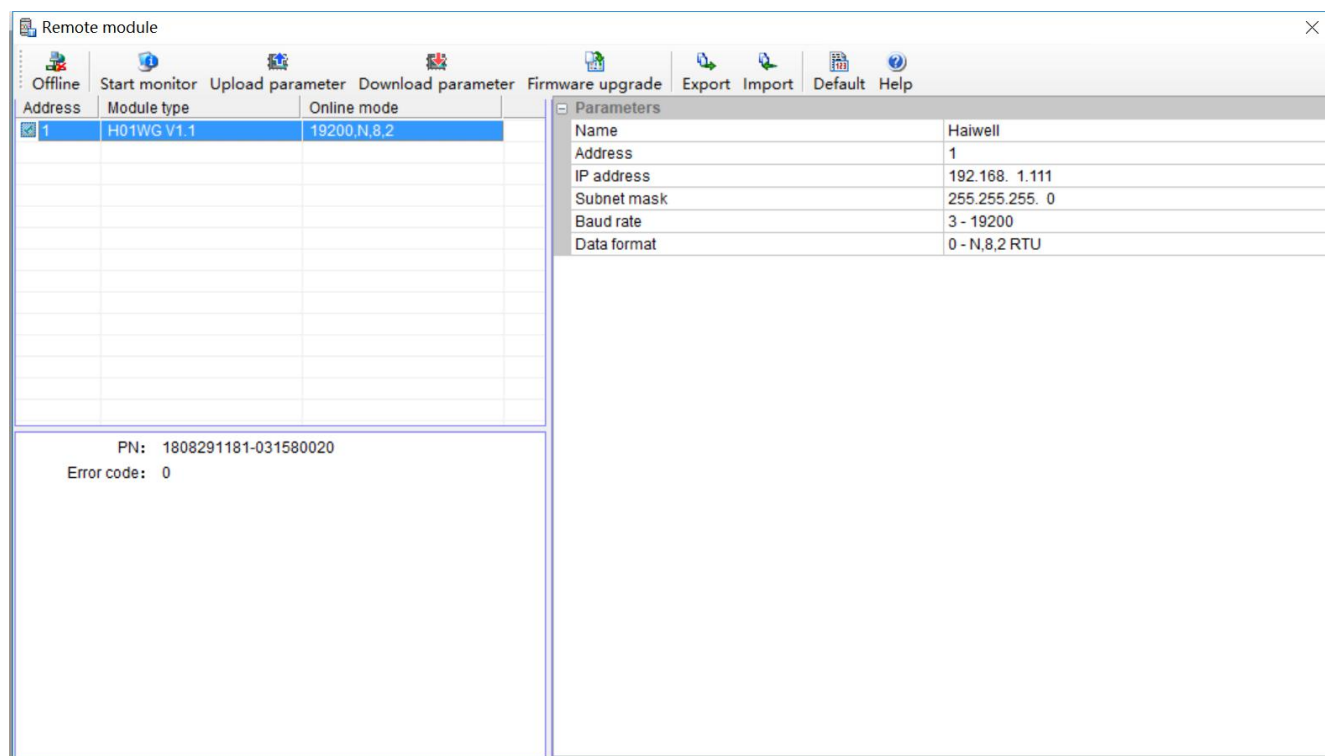 Remote module
Offline Start monitor Upload parameter Download parameter Firmware upgrade Export Import Default Help
Address Module type Online mode
1 H01WG V1.1 19200,N,8,2
PN: 1808291181-031580020
Error code: 0
Parameters
Name Haiwell
Address 1
IP address 192.168. 1.111
Subnet mask 255.255.255. 0
Baud rate 3 - 19200
Data format 0 - N,8,2 RTU